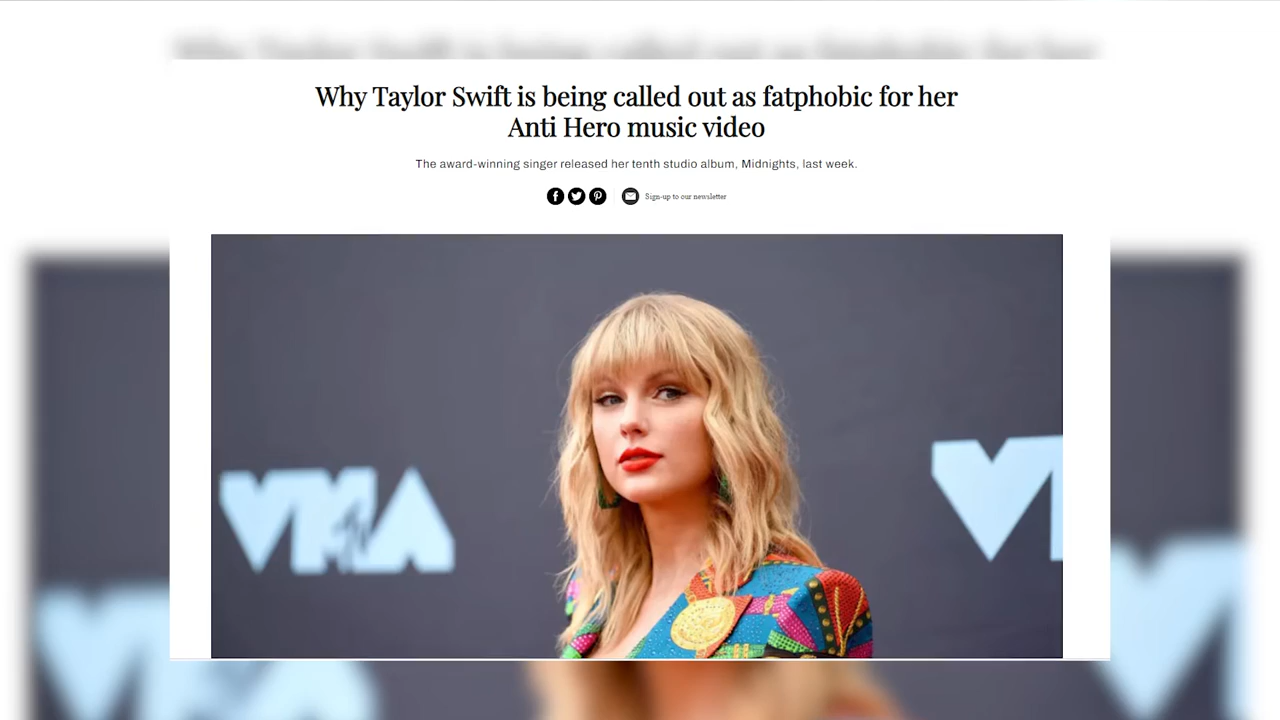 Why Taylor Swift is being called out as fatphobic for her
Anti Hero music video
The award-winning singer released her tenth studio album, Midnights, last week.
Sign-up to our newsletter
VMA